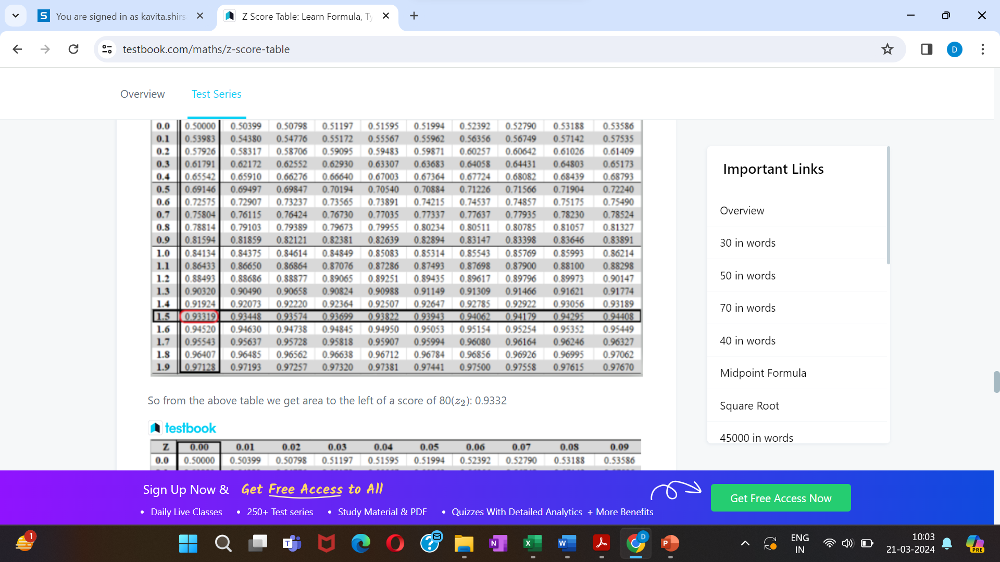 You are signed in as kavita.shirs
Z Score Table: Learn Formula, Ty
testbook.com/maths/z-score-table
D
Overview Test Series
0.0 0.50000 0.50399 0.50798 0.51197 0.51595 0.51994 0.52392 0.52790 0.53188 0.53586
0.1 0.53983 0.54380 0.54776 0.55172 0.55567 0.55962 0.56356 0.56749 0.57142 0.57535
0.2 0.57926 0.58317 0.58706 0.59095 0.59483 0.59871 0.60257 0.60642 0.61026 0.61409
0.3 0.61791 0.62172 0.62552 0.62930 0.63307 0.63683 0.64058 0.64431 0.64803 0.65173
0.4 0.65542 0.65910 0.66276 0.66640 0.67003 0.67364 0.67724 0.68082 0.68439 0.68793
0.5 0.69146 0.69497 0.69847 0.70194 0.70540 0.70884 0.71226 0.71566 0.71904 0.72240
0.6 0.72575 0.72907 0.73237 0.73565 0.73891 0.74215 0.74537 0.74857 0.75175 0.75490
0.7 0.75804 0.76115 0.76424 0.76730 0.77035 0.77337 0.77637 0.77935 0.78230 0.78524
0.8 0.78814 0.79103 0.79389 0.79673 0.79955 0.80234 0.80511 0.80785 0.81057 0.81327
0.9 0.81594 0.81859 0.82121 0.82381 0.82639 0.82894 0.83147 0.83398 0.83646 0.83891
1.0 0.84134 0.84375 0.84614 0.84849 0.85083 0.85314 0.85543 0.85769 0.85993 0.86214
1.1 0.86433 0.86650 0.86864 0.87076 0.87286 0.87493 0.87698 0.87900 0.88100 0.88298
1.2 0.88493 0.88686 0.88877 0.89065 0.89251 0.89435 0.89617 0.89796 0.89973 0.90147
1.3 0.90320 0.90490 0.90658 0.90824 0.90988 0.91149 0.91309 0.91466 0.91621 0.91774
1.4 0.91924 0.92073 0.92220 0.92364 0.92507 0.92647 0.92785 0.92922 0.93056 0.93189
1.5 0.93319 0.93448 0.93574 0.93699 0.93822 0.93943 0.94062 0.94179 0.94295 0.94408
1.6 0.94520 0.94630 0.94738 0.94845 0.94950 0.95053 0.95154 0.95254 0.95352 0.95449
1.7 0.95543 0.95637 0.95728 0.95818 0.95907 0.95994 0.96080 0.96164 0.96246 0.96327
1.8 0.96407 0.96485 0.96562 0.96638 0.96712 0.96784 0.96856 0.96926 0.96995 0.97062
1.9 0.97128 0.97193 0.97257 0.97320 0.97381 0.97441 0.97500 0.97558 0.97615 0.97670
So from the above table we get area to the left of a score of 80(z₂): 0.9332
testbook
Z 0.00 0.01 0.02 0.03 0.04 0.05 0.06 0.07 0.08 0.09
0.0 0.50000 0.50399 0.50798 0.51197 0.51595 0.51994 0.52392 0.52790 0.53188 0.53586
Important Links
Overview
30 in words
50 in words
70 in words
40 in words
Midpoint Formula
Square Root
45000 in words
Sign Up Now & Get Free Access to All
• Daily Live Classes • 250+ Test series • Study Material & PDF • Quizzes With Detailed Analytics + More Benefits
Get Free Access Now
1
D
ENG
IN
10:03
21-03-2024
PRE